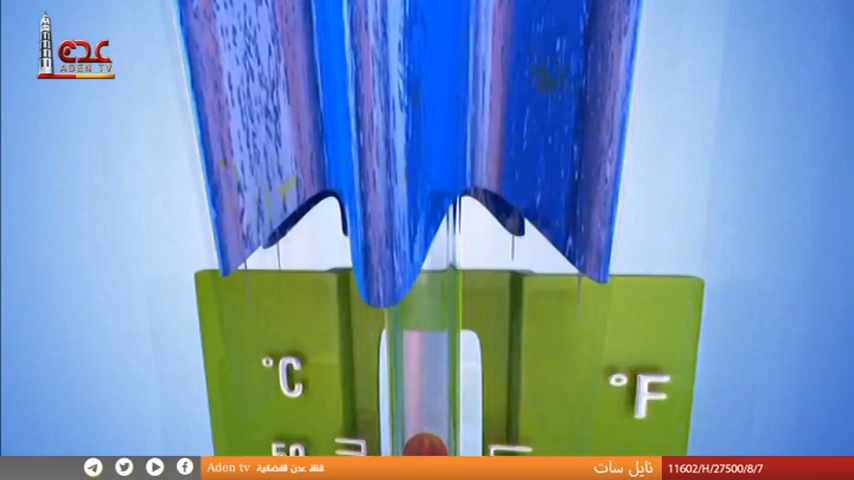 عدن
ADEN TV
°C
°F
50
Aden tv قناة عدن الفضائية
نايل سات
11602/H/27500/8/7